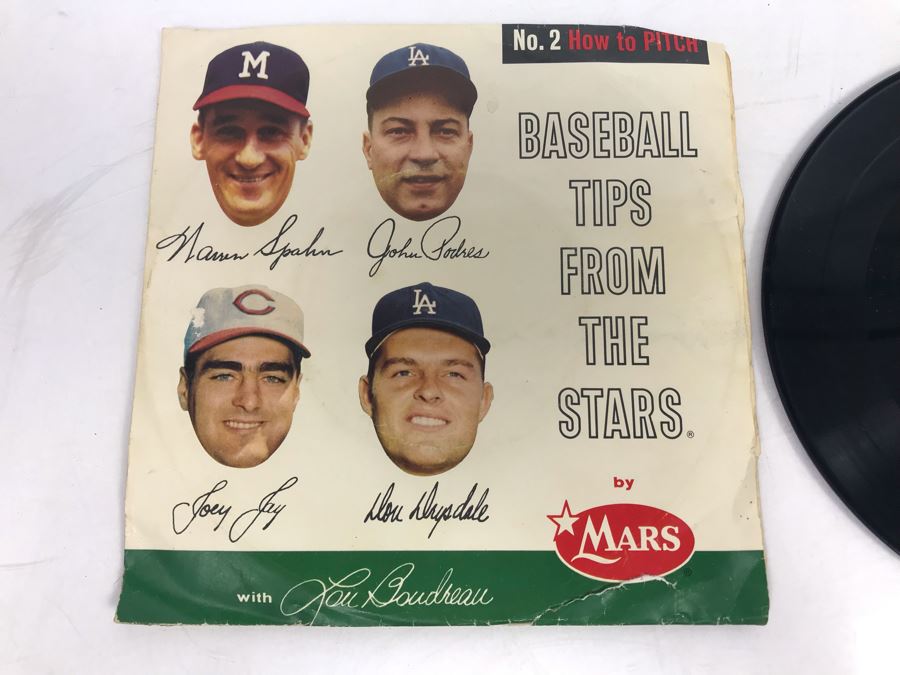 No. 2 How to PITCH
M
LA
BASEBALL
TIPS
FROM
THE
STARS®
Warren Spahn
John Podres
C
LA
Joey Jay
Don Drysdale
by
MARS®
with Lou Boudreau